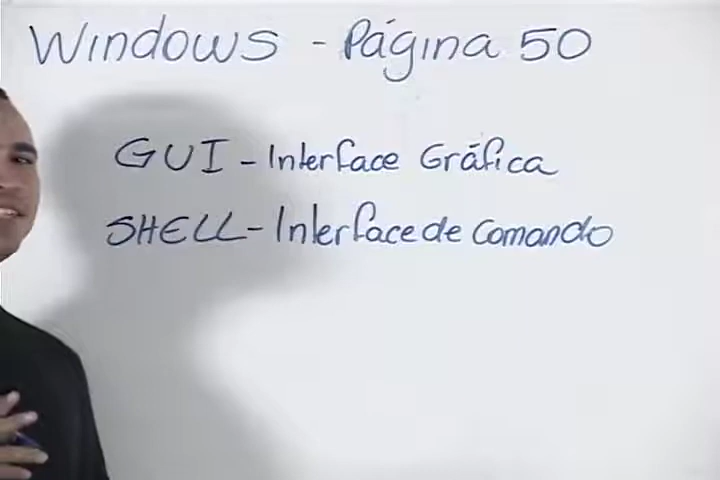 Windows - Página 50
GUI - Interface Gráfica
SHELL - Interface de Comando